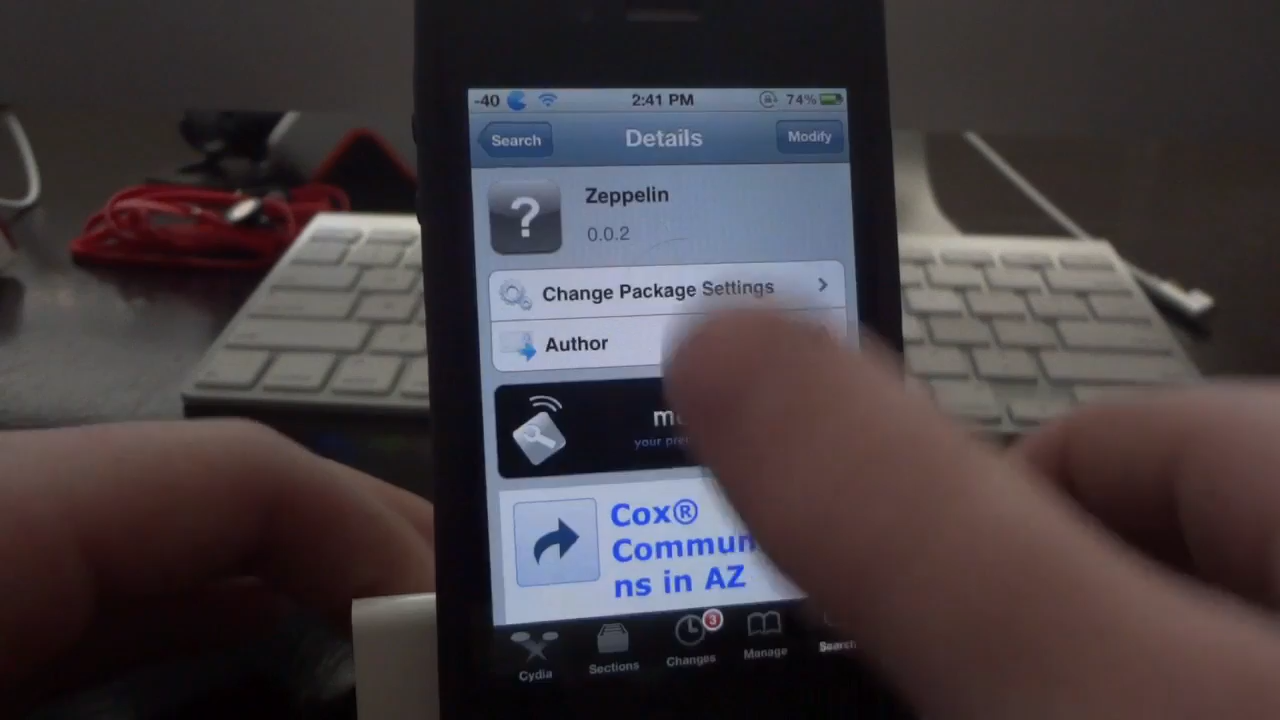 -40 2:41 PM 74%
Search Details Modify
?
Zeppelin
0.0.2
Change Package Settings
Author
your
Cox®
ns in AZ
3
Cydia Sections Changes Manage Search